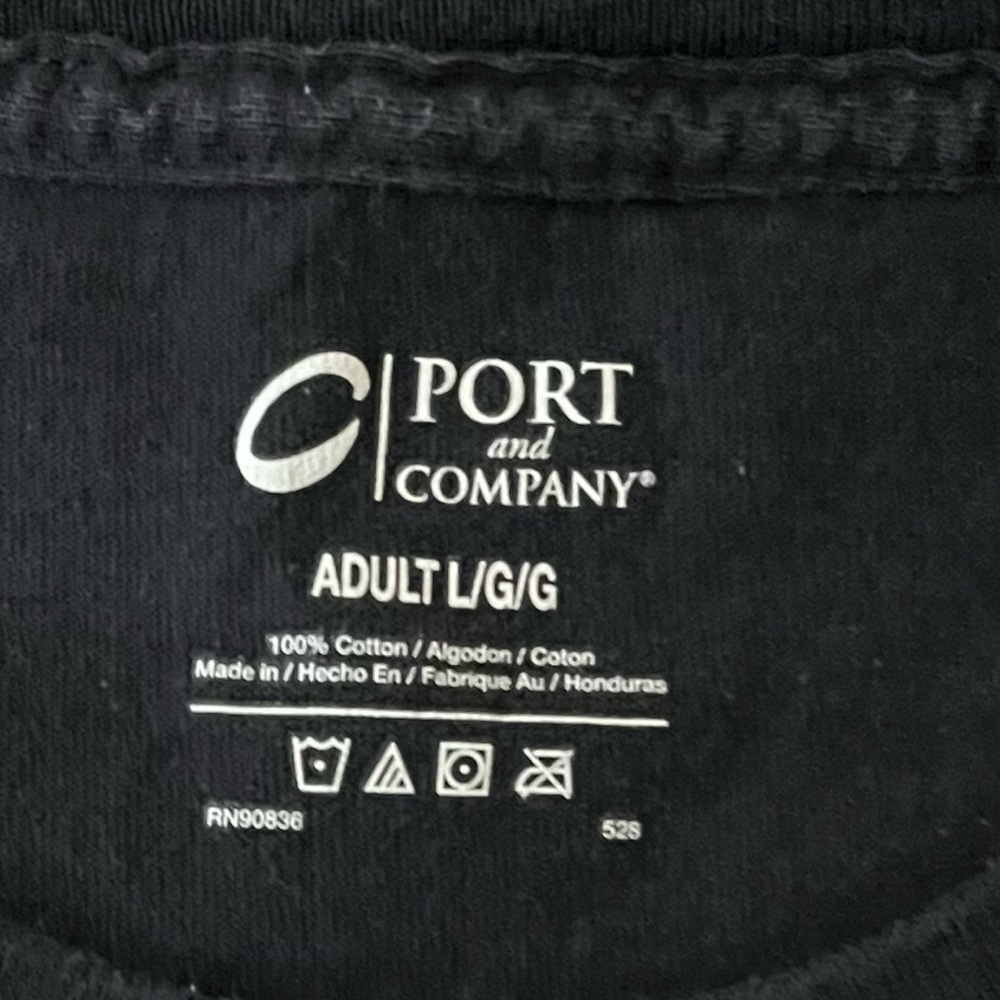 PORT
and
COMPANY®
ADULT L/G/G
100% Cotton / Algodon / Coton
Made in / Hecho En / Fabrique Au / Honduras
RN90836 528